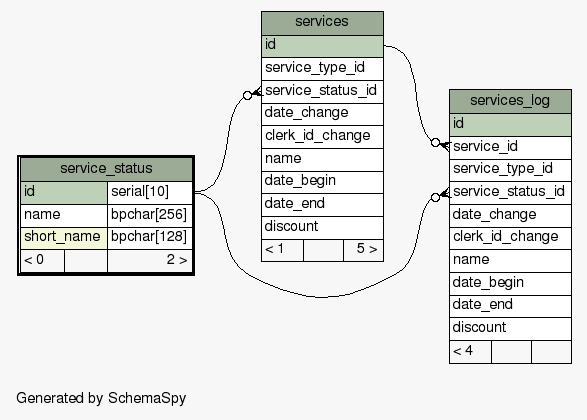 services
id
service_type_id
service_status_id
date_change
clerk_id_change
name
date_begin
date_end
discount
< 1 5 >
services_log
id
service_id
service_type_id
service_status_id
date_change
clerk_id_change
name
date_begin
date_end
discount
< 4
service_status
id serial[10]
name bpchar[256]
short_name bpchar[128]
< 0 2 >
Generated by SchemaSpy